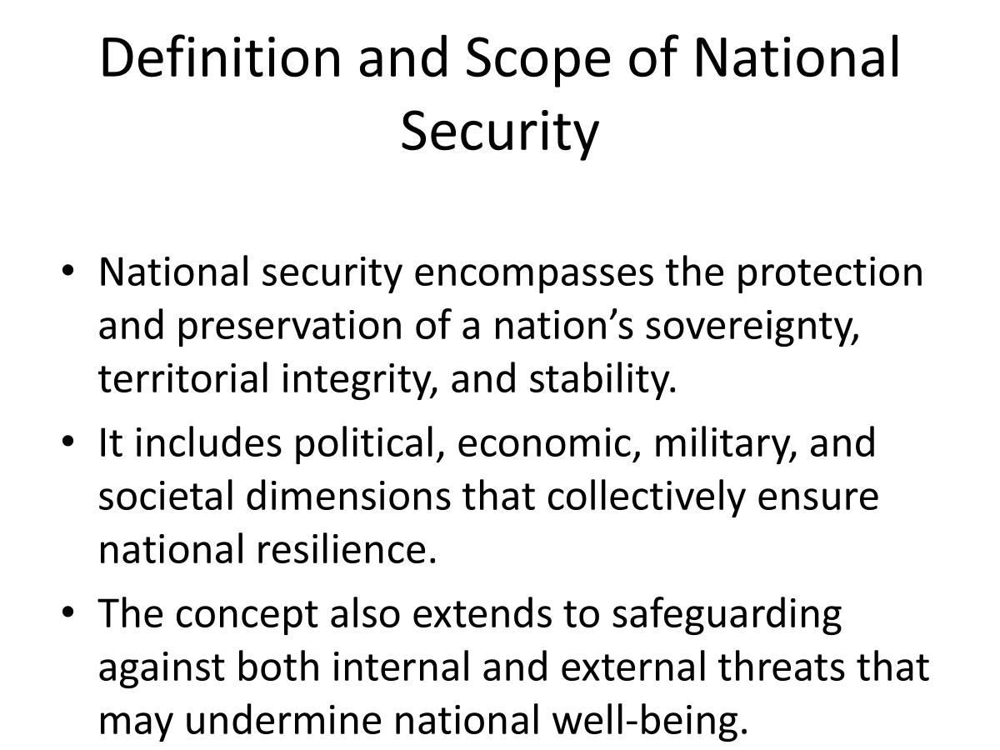 Definition and Scope of National
Security
• National security encompasses the protection
and preservation of a nation’s sovereignty,
territorial integrity, and stability.
• It includes political, economic, military, and
societal dimensions that collectively ensure
national resilience.
• The concept also extends to safeguarding
against both internal and external threats that
may undermine national well-being.